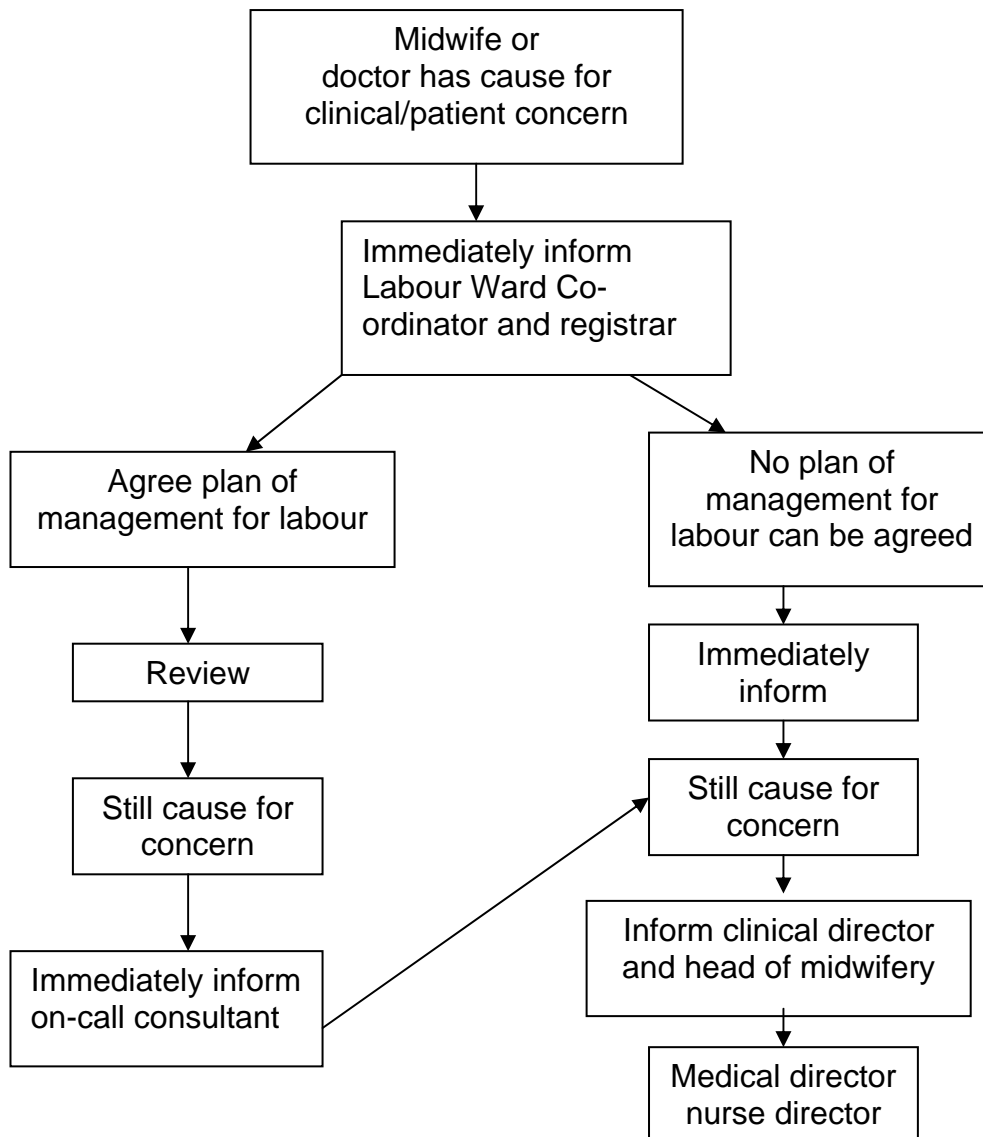 Midwife or
doctor has cause for
clinical/patient concern
Immediately inform
Labour Ward Co-
ordinator and registrar
Agree plan of
management for labour
No plan of
management for
labour can be agreed
Review
Immediately
inform
Still cause for
concern
Still cause for
concern
Immediately inform
on-call consultant
Inform clinical director
and head of midwifery
Medical director
nurse director